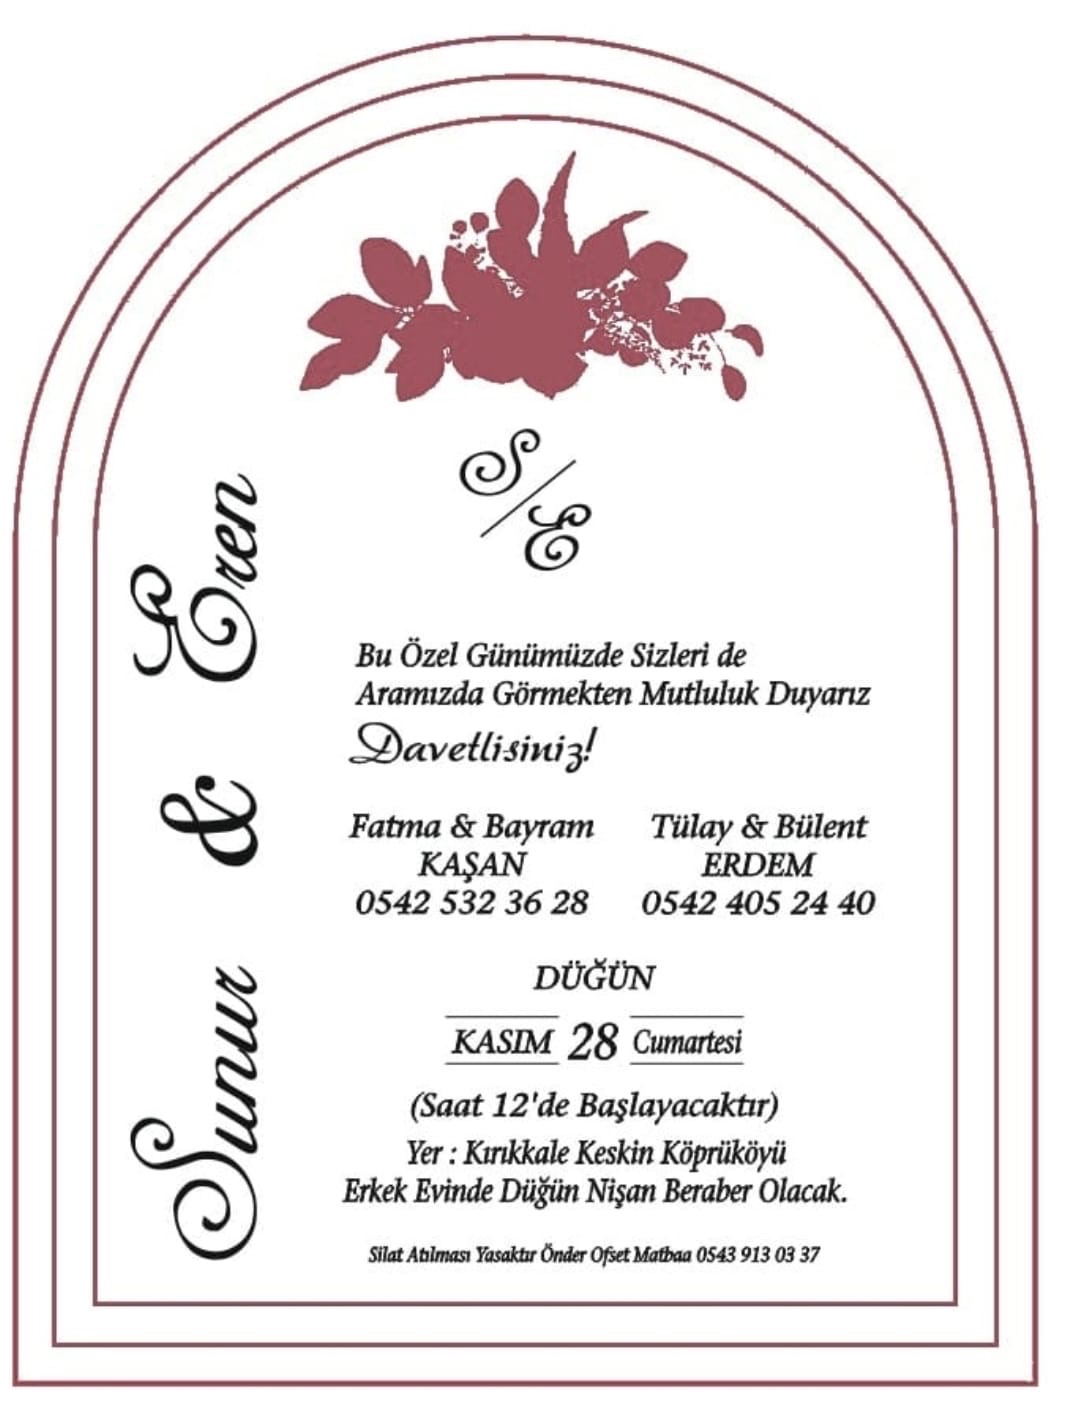 S
E
Sunur & Eren
Bu Özel Günümüzde Sizleri de
Aramızda Görmekten Mutluluk Duyarız
Davetlisiniz!
Fatma & Bayram
KAŞAN
0542 532 36 28
Tülay & Bülent
ERDEM
0542 405 24 40
DÜĞÜN
KASIM 28 Cumartesi
(Saat 12'de Başlayacaktır)
Yer : Kırıkkale Keskin Köprüköyü
Erkek Evinde Düğün Nişan Beraber Olacak.
Silat Atılması Yasaktır Önder Ofset Matbaa 0543 913 03 37